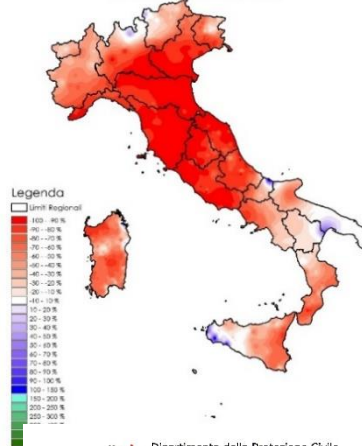 Legenda
Limiti Regionali
-100 - -90 %
-90 - -80 %
-80 - -70 %
-70 - -60 %
-60 - -50 %
-50 - -40 %
-40 - -30 %
-30 - -20 %
-20 - -10 %
-10 - 10 %
10 - 20 %
20 - 30 %
30 - 40 %
40 - 50 %
50 - 60 %
60 - 70 %
70 - 80 %
80 - 90 %
90 - 100 %
100 - 150 %
150 - 200 %
200 - 250 %
250 - 300 %
Dipartimento della Protezione Civile